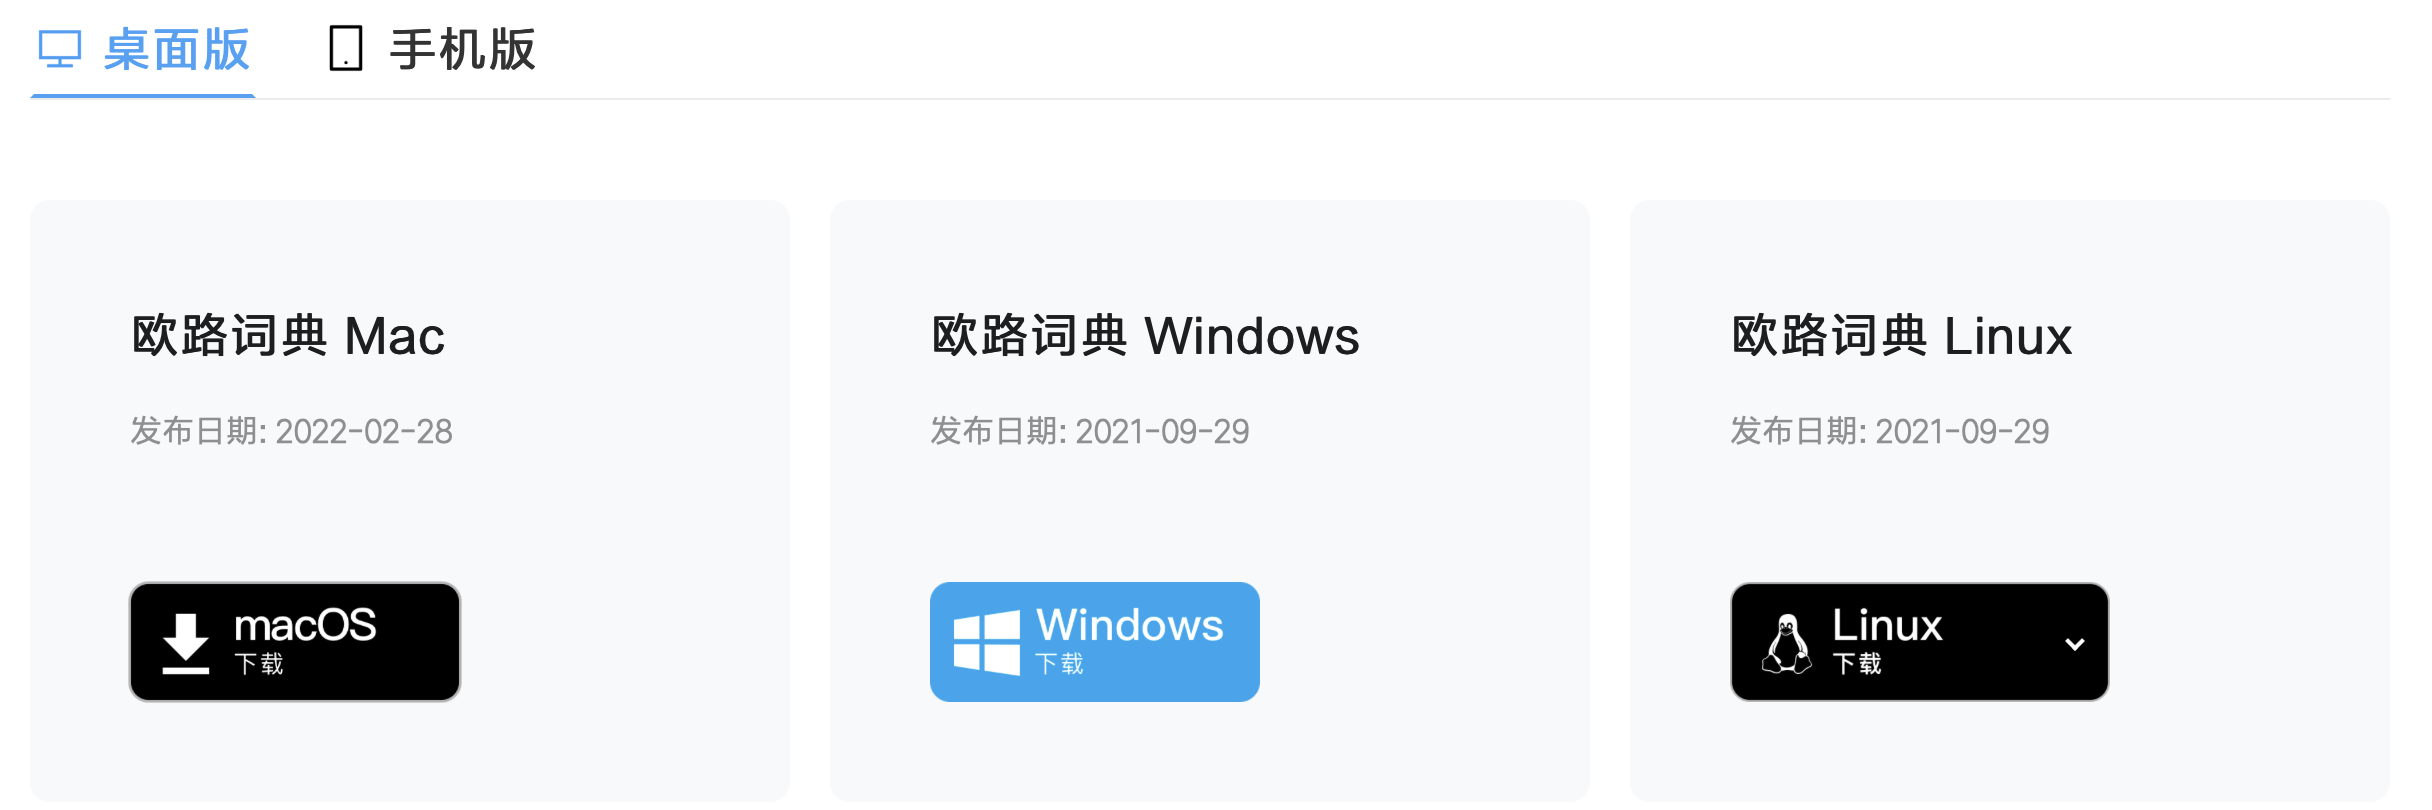 桌面版 手机版
欧路词典 Mac
发布日期: 2022-02-28
macOS
下载
欧路词典 Windows
发布日期: 2021-09-29
Windows
下载
欧路词典 Linux
发布日期: 2021-09-29
Linux
下载